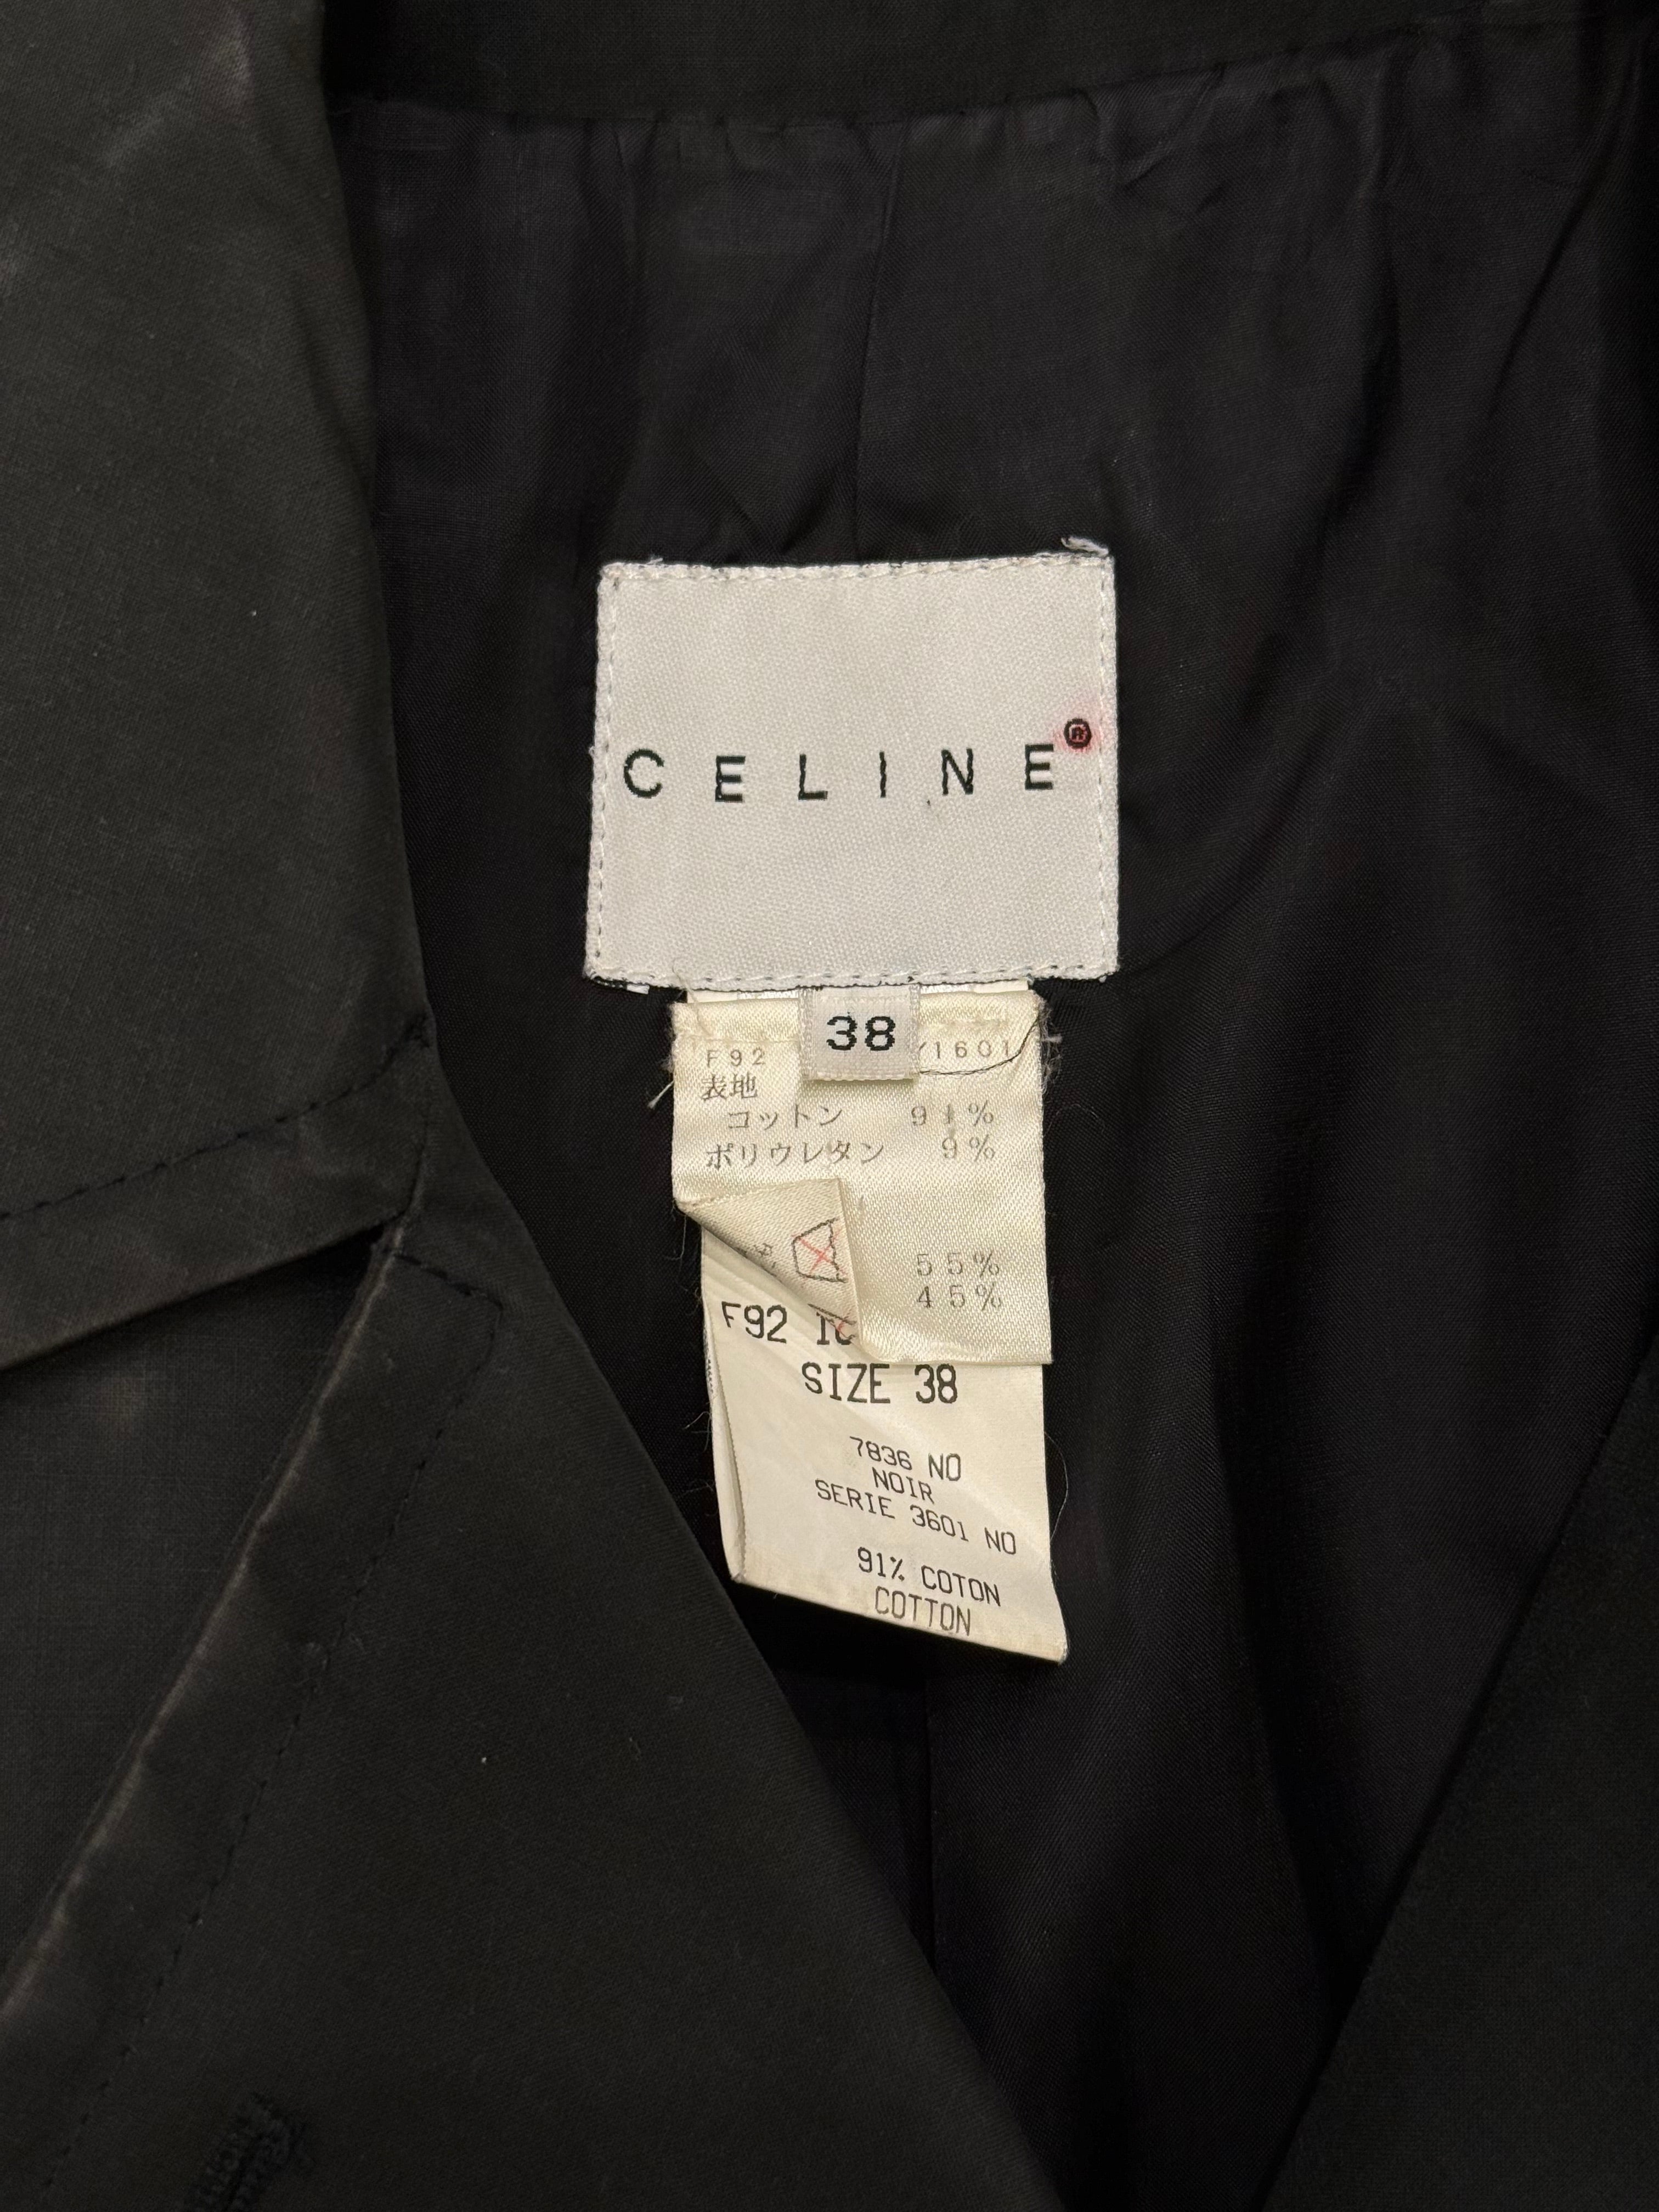 CELINE®
38
F92 /1601
表地
コットン 91%
ポリウレタン 9%
55%
45%
F92
SIZE 38
7836 NO
NOIR
SERIE 3601 NO
91% COTON
COTTON